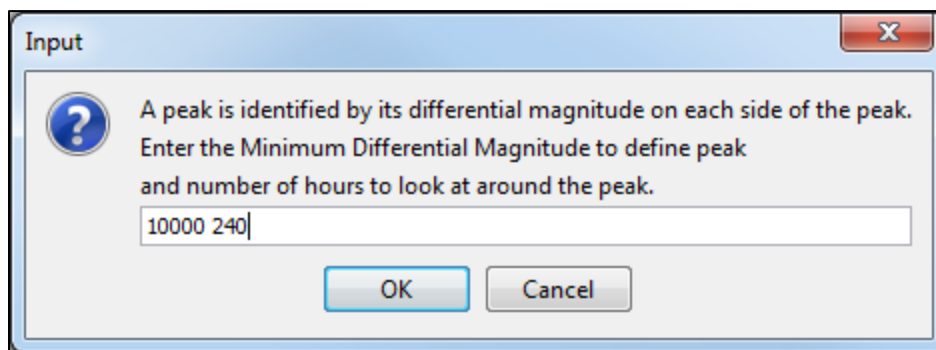 Input
A peak is identified by its differential magnitude on each side of the peak.
Enter the Minimum Differential Magnitude to define peak
and number of hours to look at around the peak.
10000 240
OK
Cancel